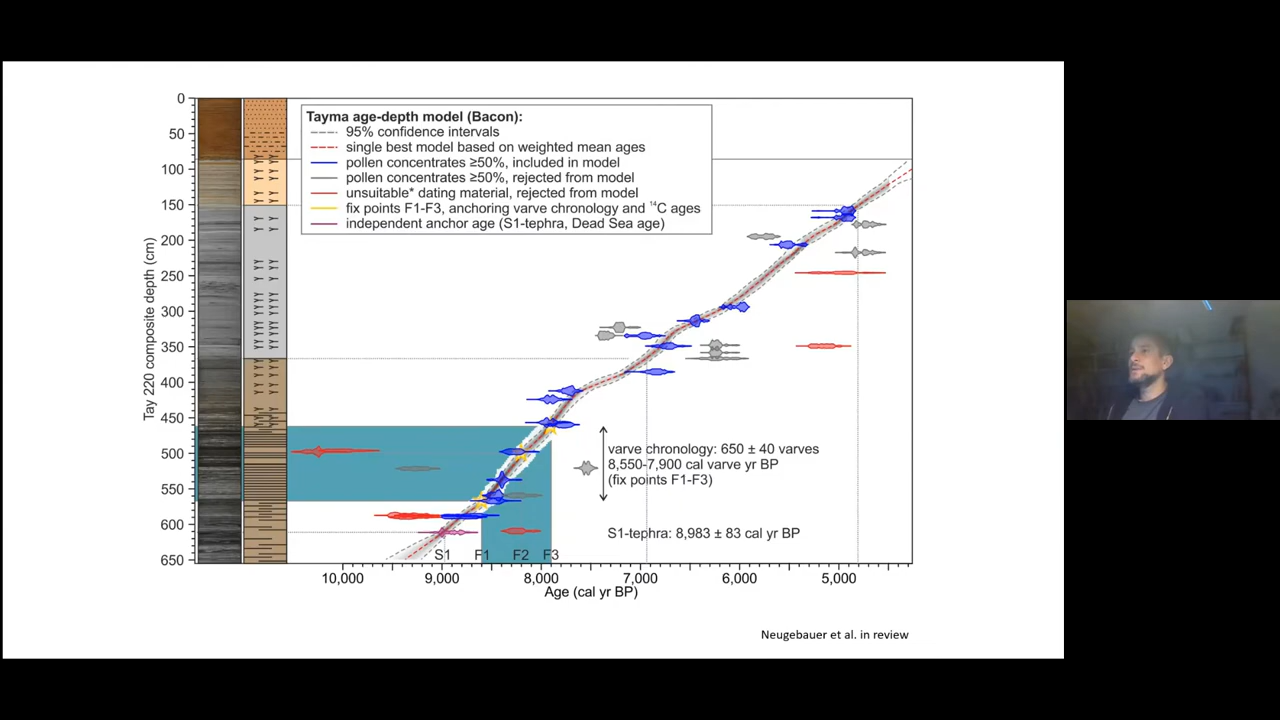 Tayma age-depth model (Bacon):
95% confidence intervals
single best model based on weighted mean ages
pollen concentrates ≥50%, included in model
pollen concentrates ≥50%, rejected from model
unsuitable* dating material, rejected from model
fix points F1-F3, anchoring varve chronology and ¹⁴C ages
independent anchor age (S1-tephra, Dead Sea age)
Tay 220 composite depth (cm)
0
50
100
150
200
250
300
350
400
450
500
550
600
650
varve chronology: 650 ± 40 varves
8,550-7,900 cal varve yr BP
(fix points F1-F3)
S1-tephra: 8,983 ± 83 cal yr BP
S1 F1 F2 F3
10,000 9,000 8,000 7,000 6,000 5,000
Age (cal yr BP)
Neugebauer et al. in review